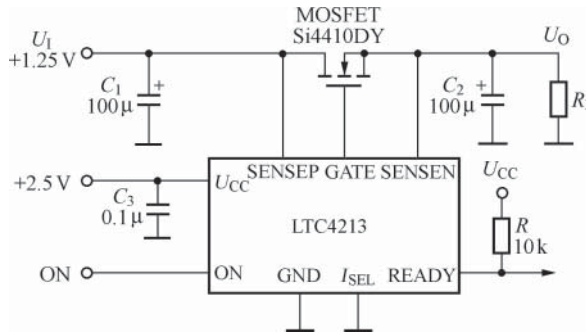 MOSFET
Si4410DY
U_I
+1.25 V
U_O
C_1
100μ
+
C_2
100μ
+
R
+2.5 V
C_3
0.1μ
U_CC
SENSEP GATE SENSEN
LTC4213
U_CC
R
10k
ON
ON
GND
I_SEL
READY